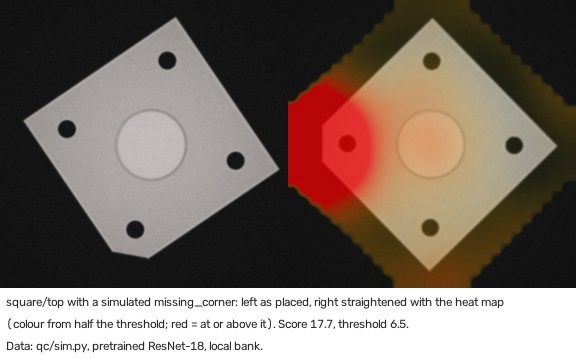 square/top with a simulated missing_corner: left as placed, right straightened with the heat map
(colour from half the threshold; red = at or above it). Score 17.7, threshold 6.5.
Data: qc/sim.py, pretrained ResNet-18, local bank.